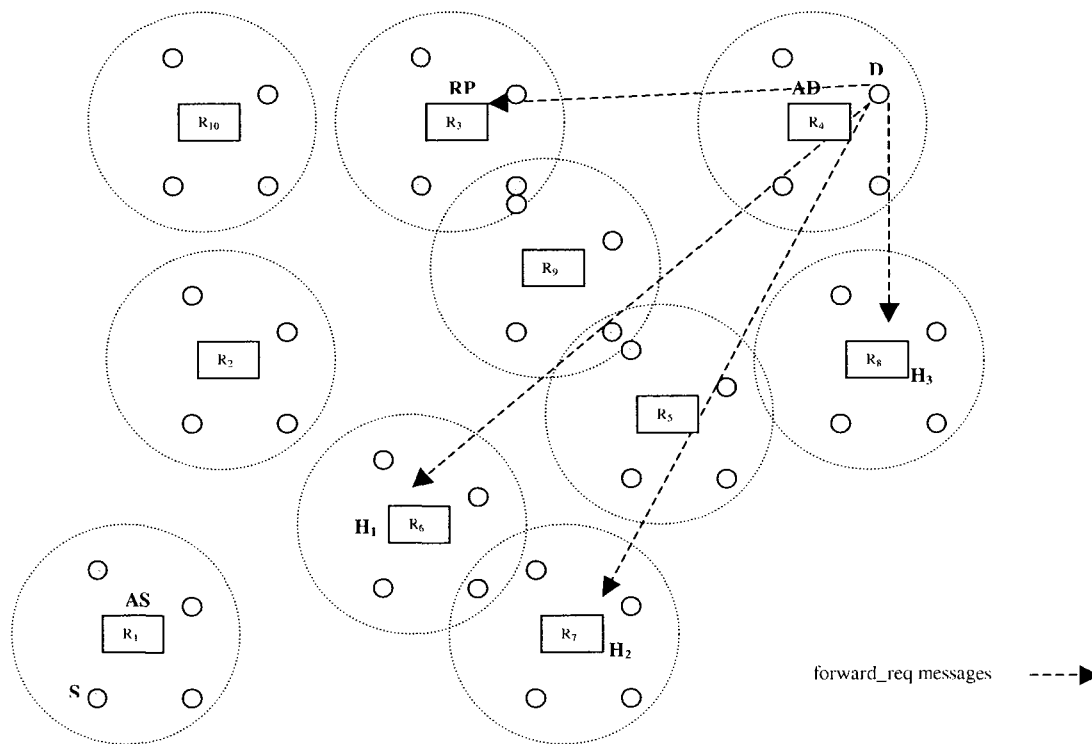 D
RP
AD
R10
R3
R4
R9
R2
R8
H3
R5
H1
R6
AS
R1
R7
H2
S
forward_req messages